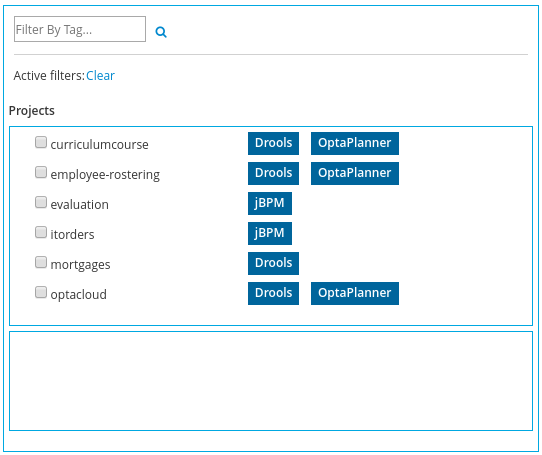 Filter By Tag...
Active filters:Clear
Projects
curriculumcourse Drools OptaPlanner
employee-rostering Drools OptaPlanner
evaluation jBPM
itorders jBPM
mortgages Drools
optacloud Drools OptaPlanner